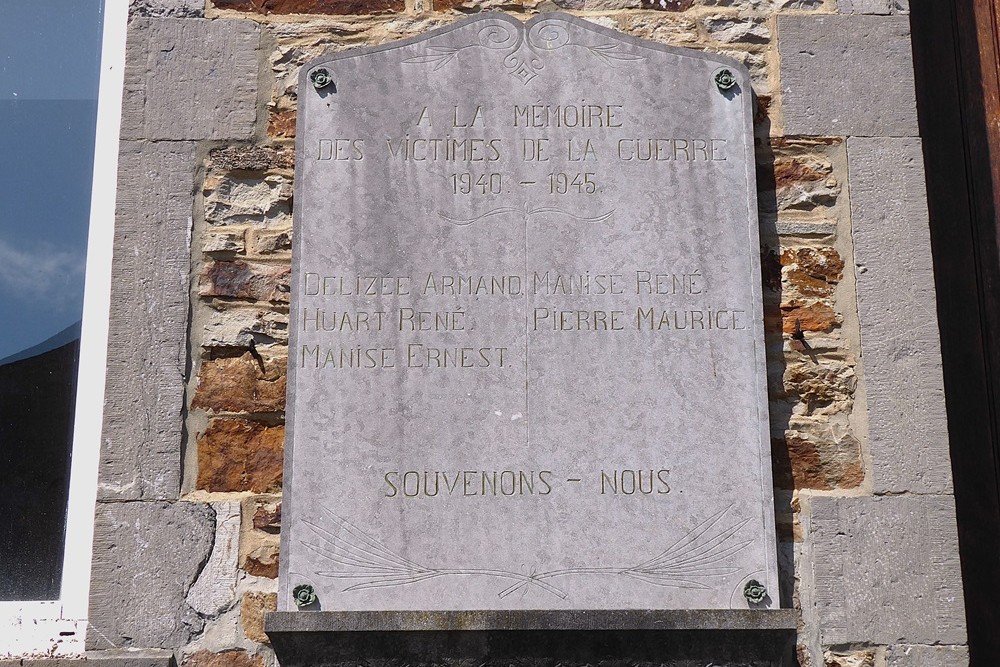 A LA MÉMOIRE
DES VICTIMES DE LA GUERRE
1940 - 1945.
DELIZÉE ARMAND.
HUART RENÉ.
MANISE ERNEST.
MANISE RENÉ.
PIERRE MAURICE.
SOUVENONS - NOUS.